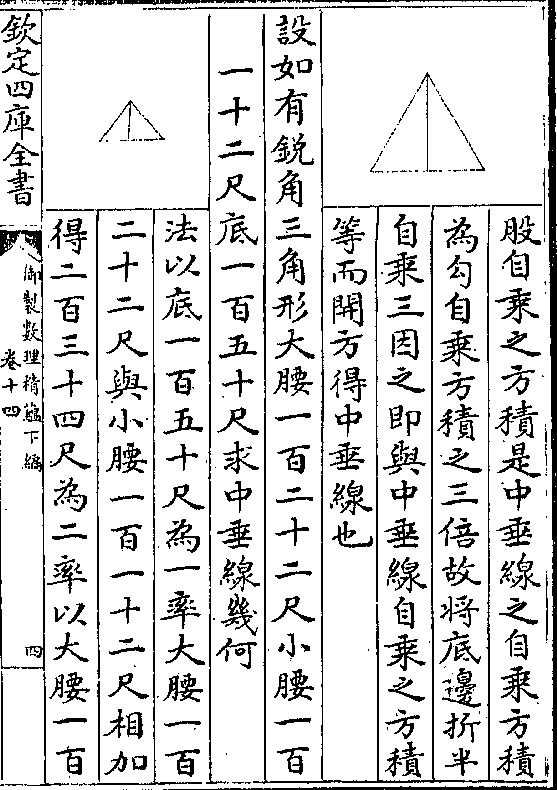 股自乘之方積是中垂線之自乘方積
為勾自乘方積之三倍故将底邊折半
自乘三因之即與中垂線自乘之方積
等而開方得中垂線也
設如有鋭角三角形大腰一百二十二尺小腰一百
一十二尺底一百五十尺求中垂線幾何
法以底一百五十尺為一率大腰一百
二十二尺與小腰一百一十二尺相加
得二百三十四尺為二率以大腰一百
欽定四庫全書
御製數理精藴下編
卷十四
四